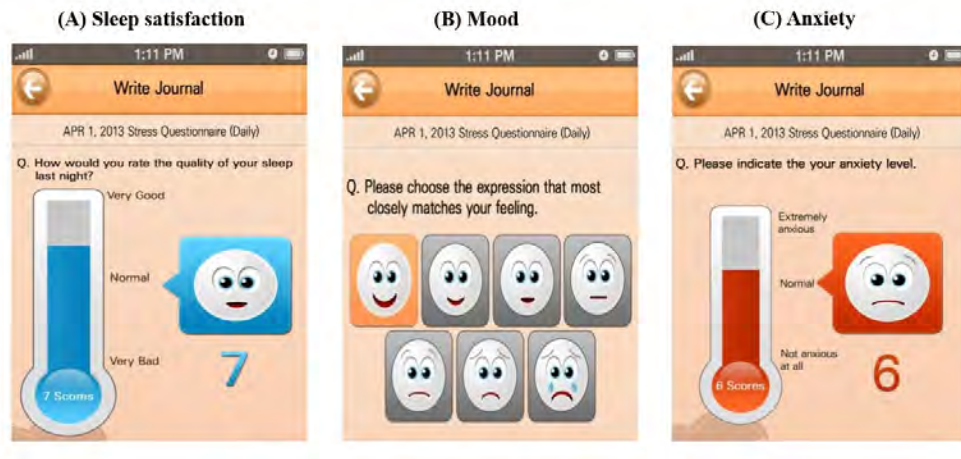 (A) Sleep satisfaction
(B) Mood
(C) Anxiety
1:11 PM
Write Journal
APR 1, 2013 Stress Questionnaire (Daily)
Q. How would you rate the quality of your sleep
last night?
Very Good
Normal
Very Bad
7 Scores
7
1:11 PM
Write Journal
APR 1, 2013 Stress Questionnaire (Daily)
Q. Please choose the expression that most
closely matches your feeling.
1:11 PM
Write Journal
APR 1, 2013 Stress Questionnaire (Daily)
Q. Please indicate the your anxiety level.
Extremely
anxious
Normal
Not anxious
at all
6 Scores
6